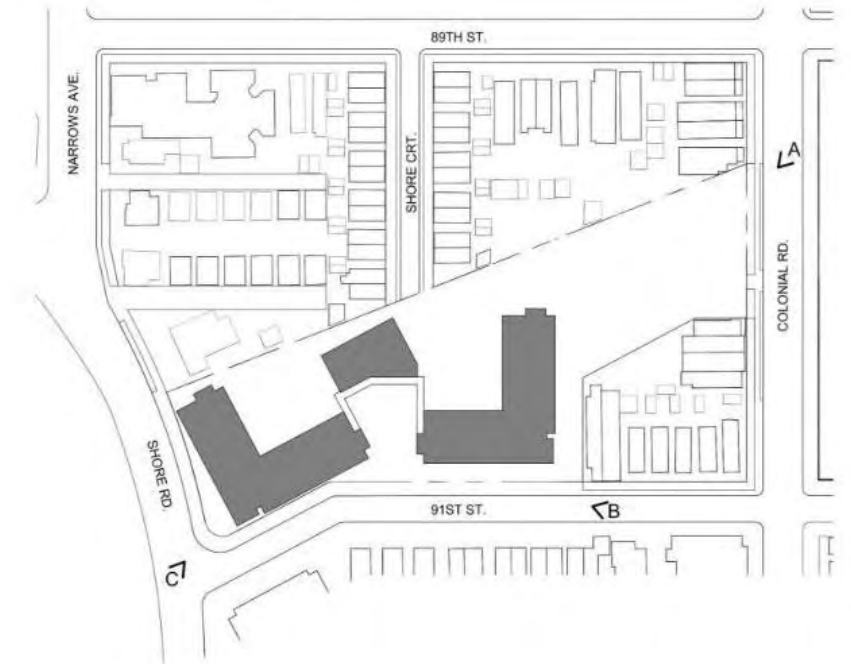 89TH ST.
NARROWS AVE.
SHORE CRT.
A
COLONIAL RD.
SHORE RD.
91ST ST.
B
C